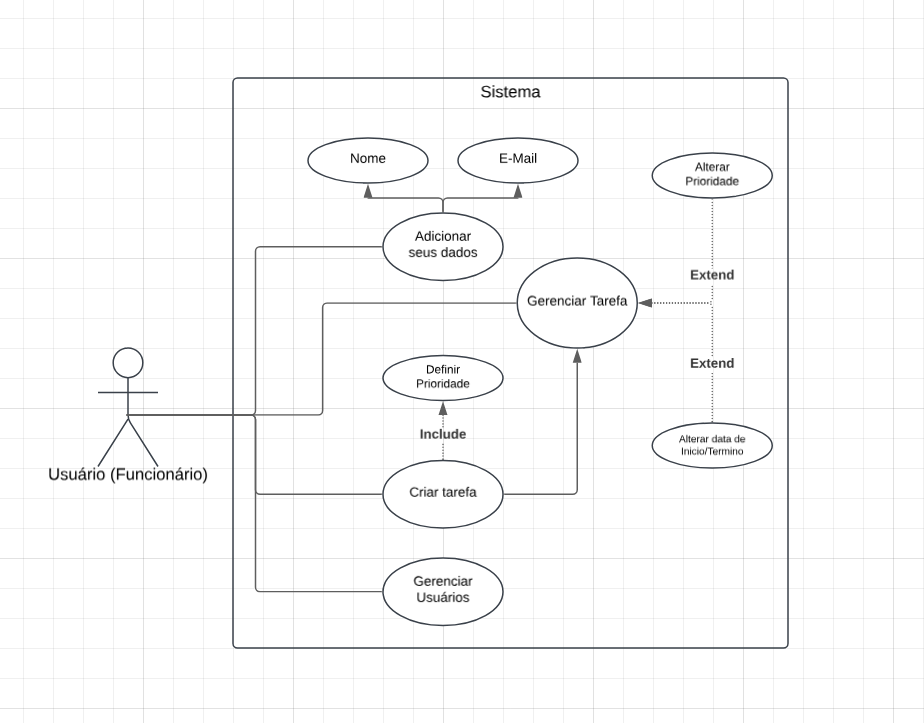 Sistema
Nome
E-Mail
Alterar
Prioridade
Adicionar
seus dados
Extend
Gerenciar Tarefa
Extend
Definir
Prioridade
Include
Alterar data de
Inicio/Termino
Usuário (Funcionário)
Criar tarefa
Gerenciar
Usuários